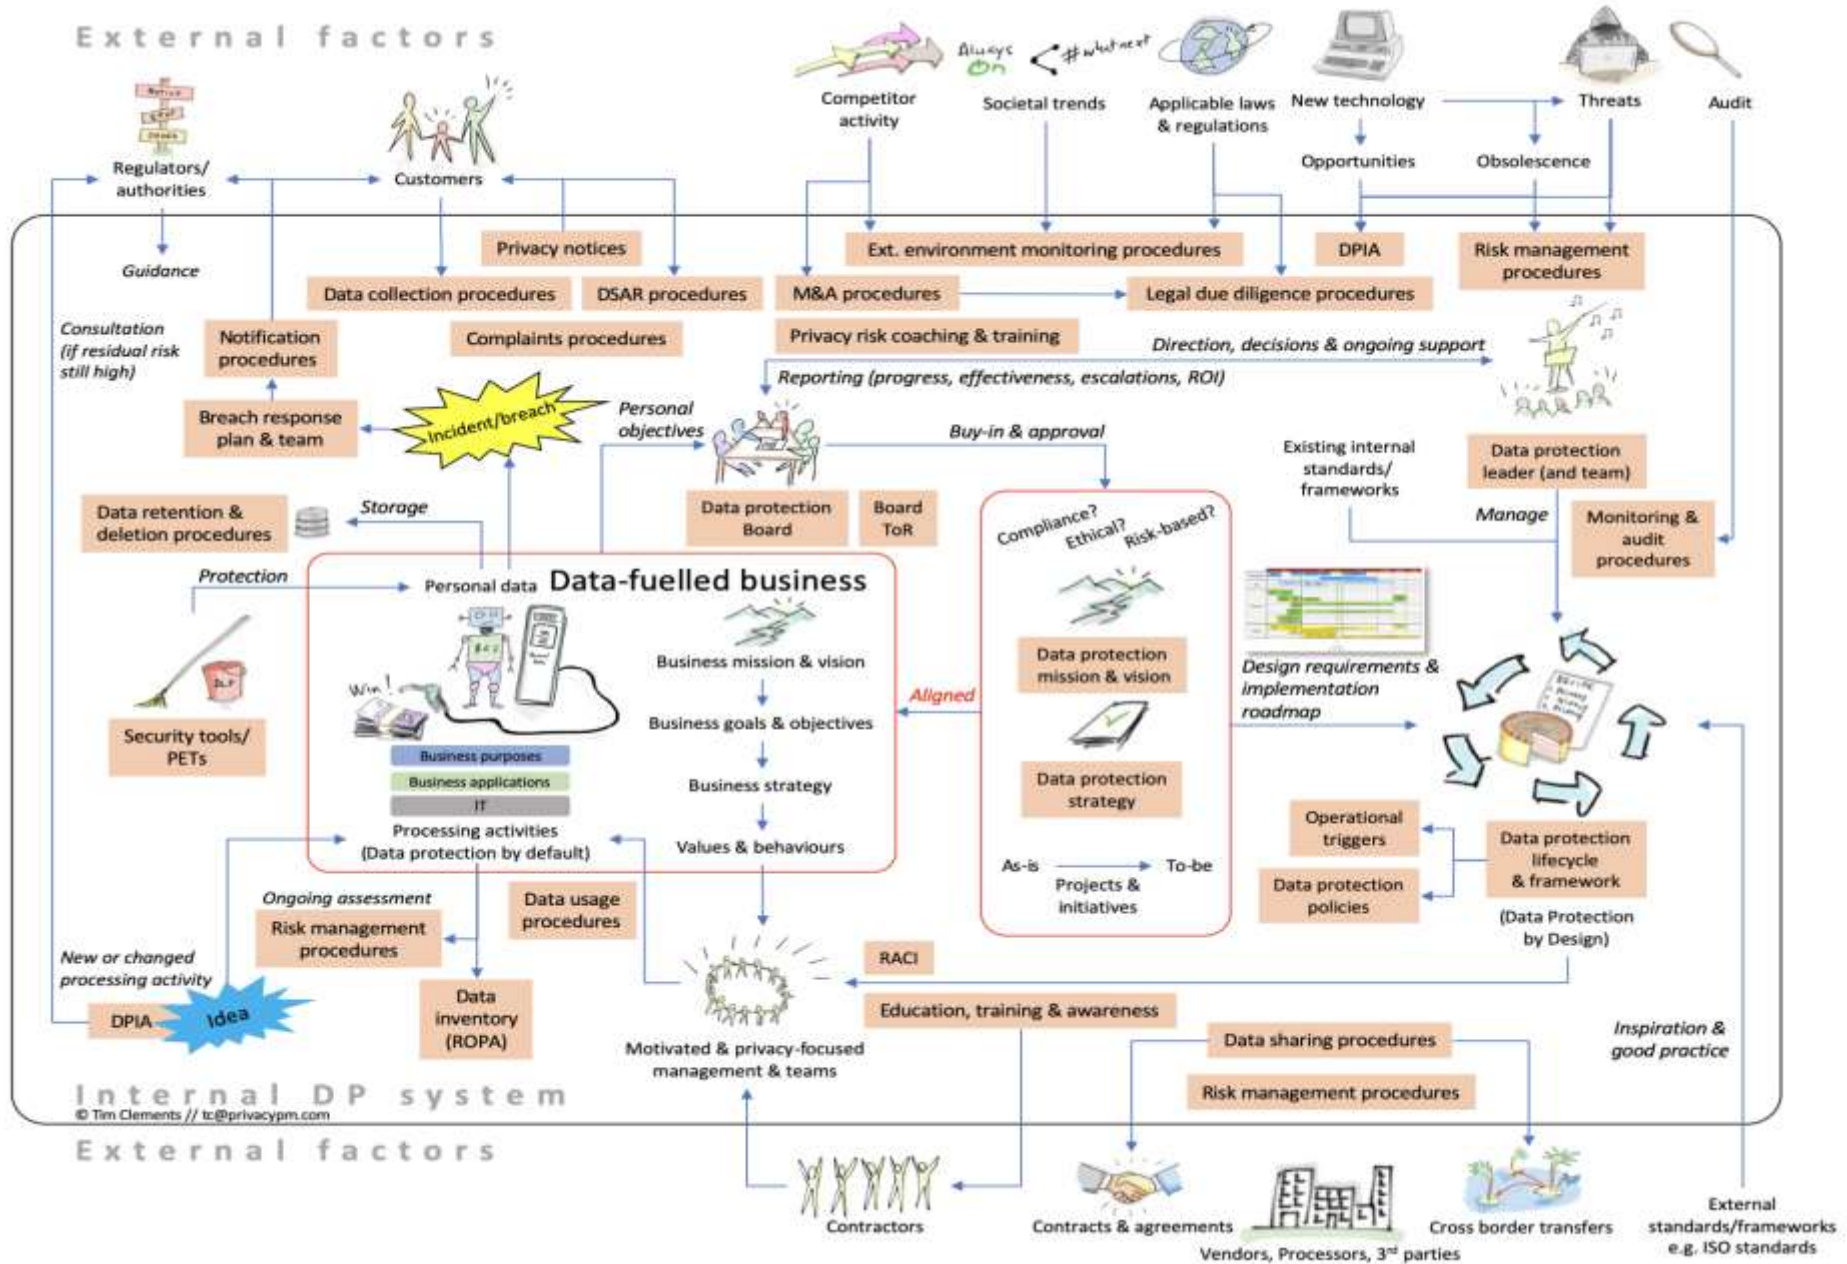 External factors
Always
On
#whatnext
Competitor
activity
Societal trends
Applicable laws
& regulations
New technology
Threats
Audit
Opportunities
Obsolescence
Regulators/
authorities
Customers
Guidance
Privacy notices
Ext. environment monitoring procedures
DPIA
Risk management
procedures
Data collection procedures
DSAR procedures
M&A procedures
Legal due diligence procedures
Consultation
(if residual risk
still high)
Notification
procedures
Complaints procedures
Privacy risk coaching & training
Direction, decisions & ongoing support
Reporting (progress, effectiveness, escalations, ROI)
Breach response
plan & team
Incident/breach
Personal
objectives
Buy-in & approval
Existing internal
standards/
frameworks
Data protection
leader (and team)
Data retention &
deletion procedures
Storage
Data protection
Board
Board
ToR
Compliance?
Ethical?
Risk-based?
Manage
Monitoring &
audit
procedures
Protection
Personal data
Data-fuelled business
Business mission & vision
Data protection
mission & vision
Design requirements &
implementation
roadmap
Win!
DLP
Aligned
Business goals & objectives
Security tools/
PETs
Business purposes
Business applications
IT
Business strategy
Data protection
strategy
Processing activities
(Data protection by default)
Values & behaviours
As-is
To-be
Projects &
initiatives
Operational
triggers
Data protection
policies
Data protection
lifecycle
& framework
(Data Protection
by Design)
Ongoing assessment
Risk management
procedures
Data usage
procedures
New or changed
processing activity
DPIA
Idea
Data
inventory
(ROPA)
RACI
Education, training & awareness
Motivated & privacy-focused
management & teams
Data sharing procedures
Risk management procedures
Inspiration &
good practice
Internal DP system
© Tim Clements // tc@privacypm.com
External factors
Contractors
Contracts & agreements
Vendors, Processors, 3rd parties
Cross border transfers
External
standards/frameworks
e.g. ISO standards